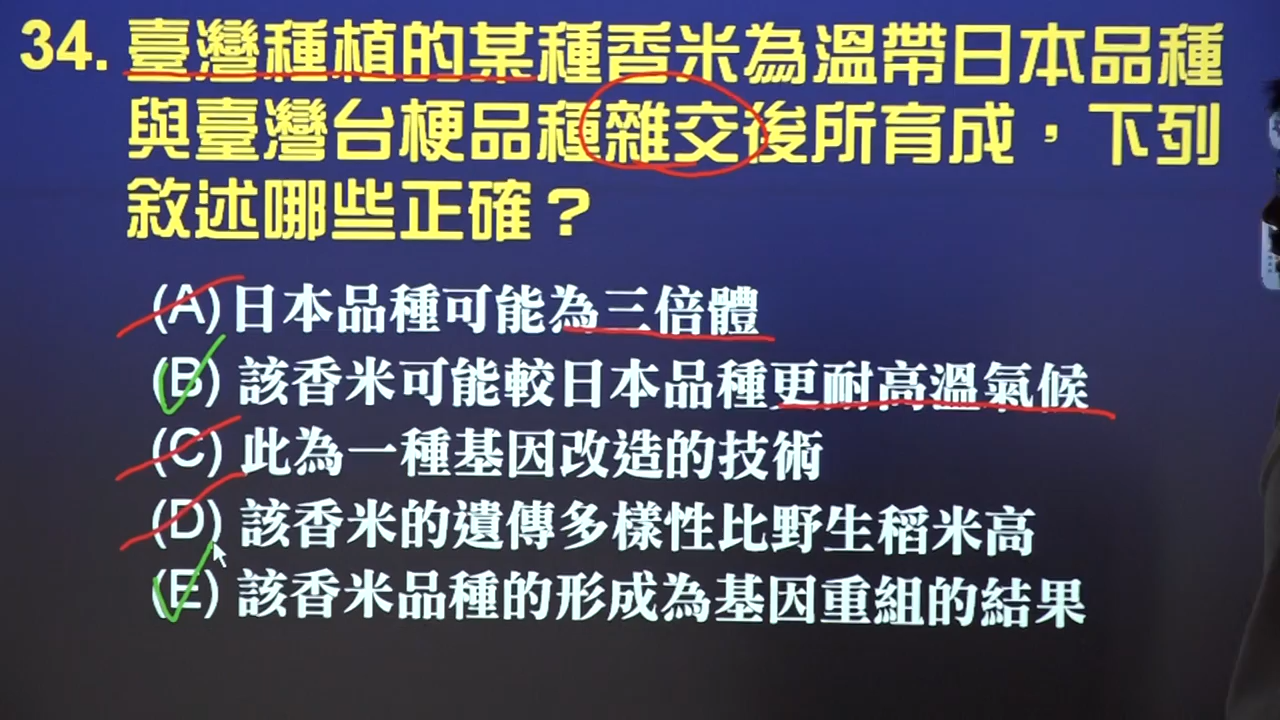 34. 臺灣種植的某種香米為溫帶日本品種
與臺灣台梗品種雜交後所育成，下列
敘述哪些正確？
(A)日本品種可能為三倍體
(B) 該香米可能較日本品種更耐高溫氣候
(C) 此為一種基因改造的技術
(D) 該香米的遺傳多樣性比野生稻米高
(E) 該香米品種的形成為基因重組的結果